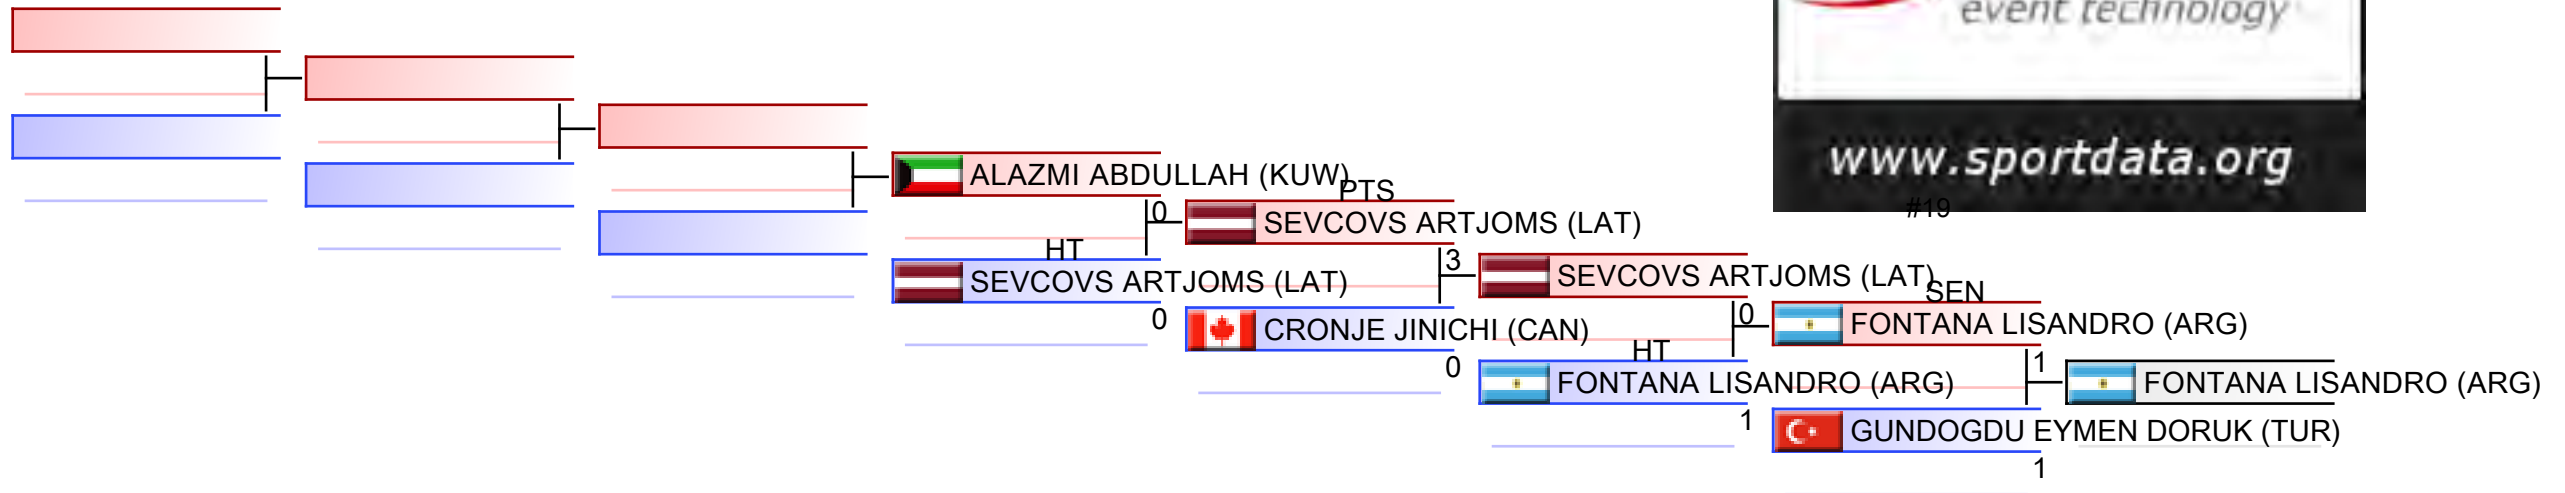 event technology
www.sportdata.org
#19
ALAZMI ABDULLAH (KUW)
PTS
0
SEVCOVS ARTJOMS (LAT)
HT
SEVCOVS ARTJOMS (LAT)
3
SEVCOVS ARTJOMS (LAT)
SEN
0
CRONJE JINICHI (CAN)
0
FONTANA LISANDRO (ARG)
HT
0
FONTANA LISANDRO (ARG)
1
FONTANA LISANDRO (ARG)
1
GUNDOGDU EYMEN DORUK (TUR)
1